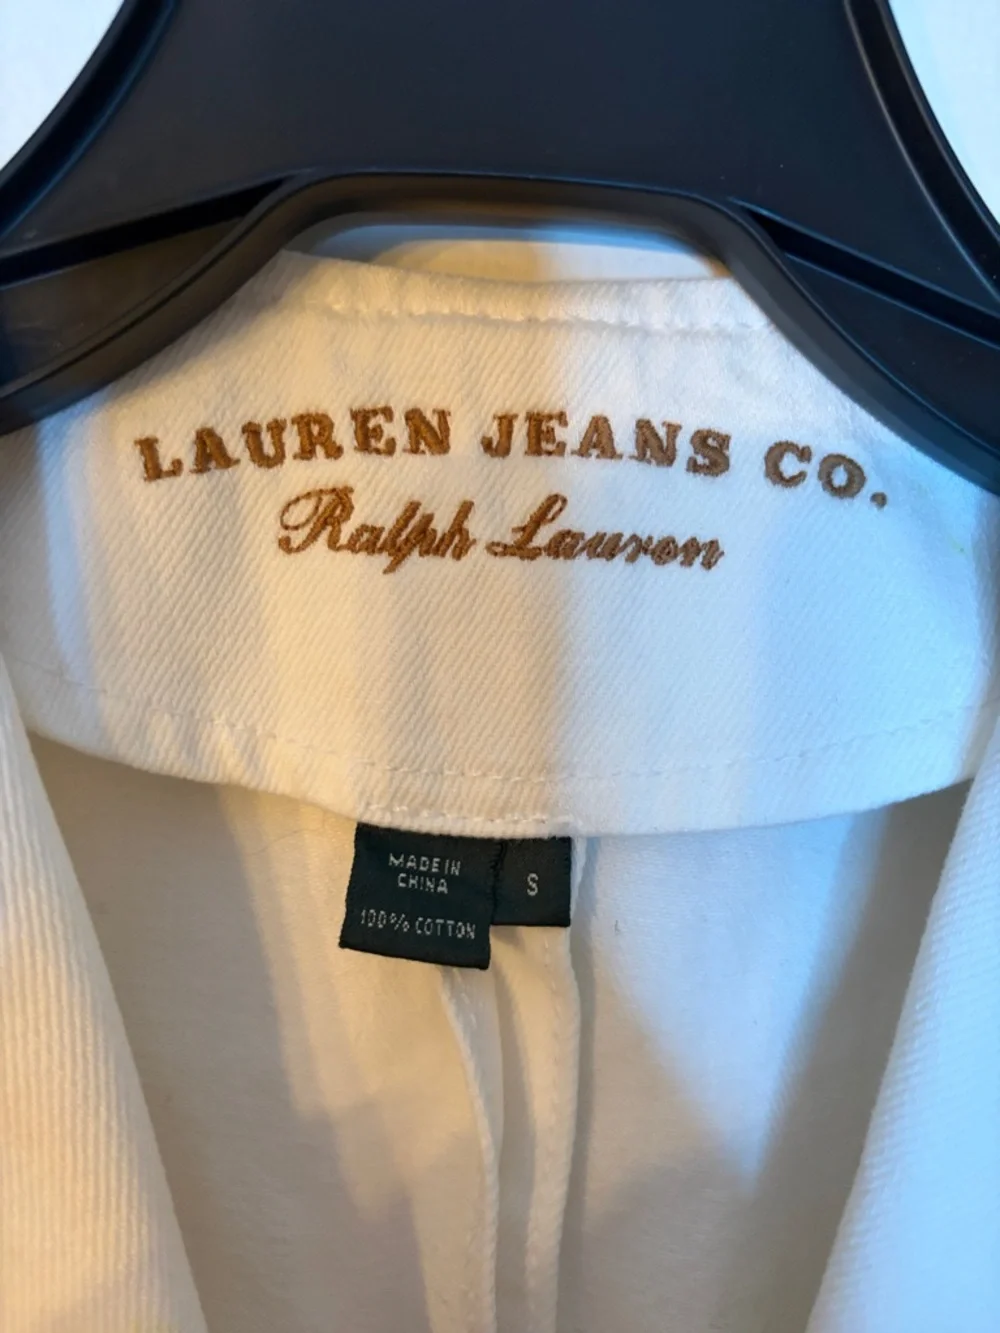 LAUREN JEANS CO.
Ralph Lauren
MADE IN
CHINA
100% COTTON
S